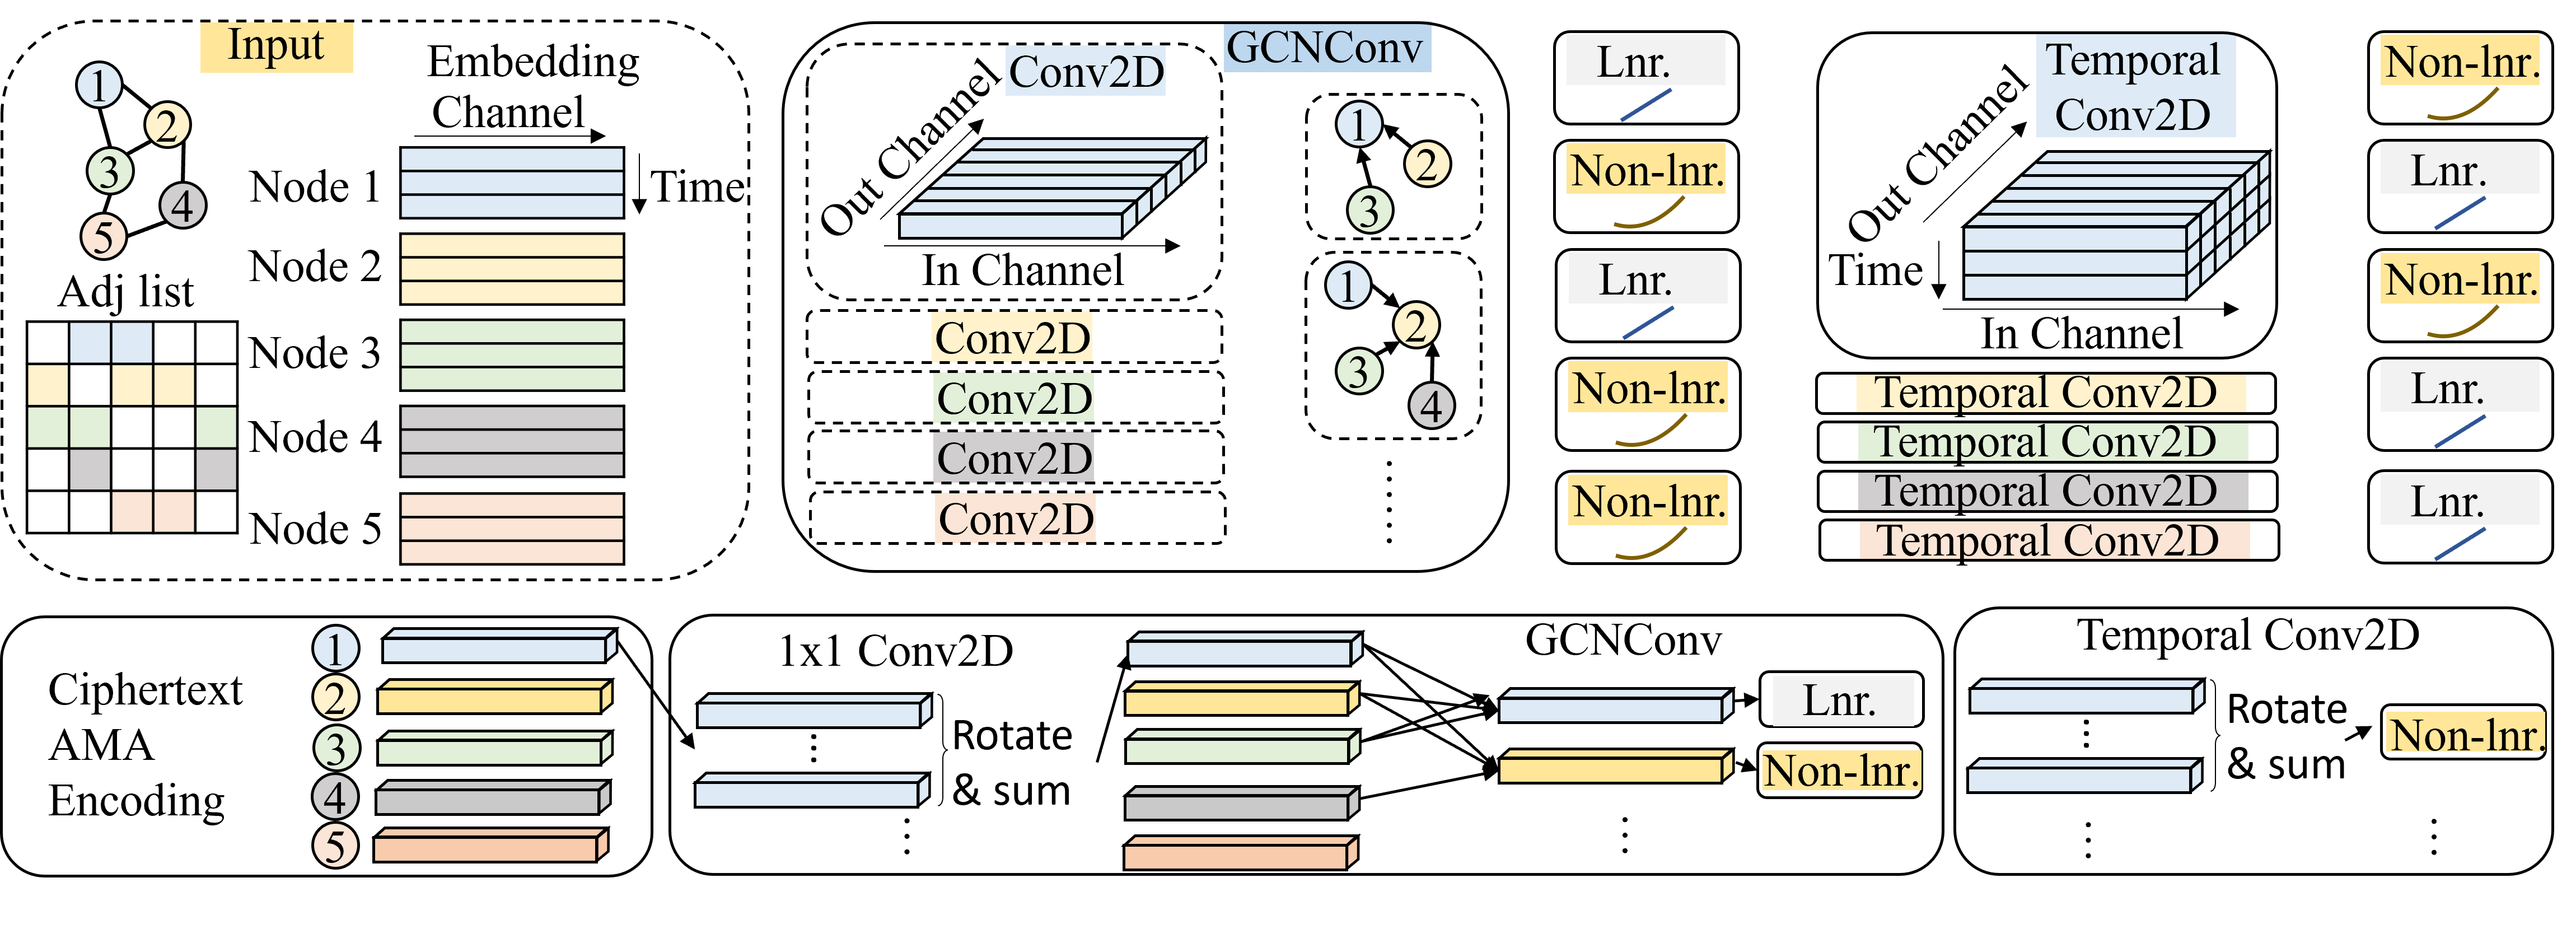 Input
1
2
3
4
5
Adj list
Embedding
Channel
Time
Node 1
Node 2
Node 3
Node 4
Node 5
GCNConv
Conv2D
Out Channel
In Channel
Conv2D
Conv2D
Conv2D
Conv2D
1
2
3
1
2
3
4
Lnr.
Non-lnr.
Lnr.
Non-lnr.
Non-lnr.
Temporal
Conv2D
Out Channel
Time
In Channel
Temporal Conv2D
Temporal Conv2D
Temporal Conv2D
Temporal Conv2D
Non-lnr.
Lnr.
Non-lnr.
Lnr.
Lnr.
Ciphertext
AMA
Encoding
1
2
3
4
5
1x1 Conv2D
Rotate
& sum
GCNConv
Lnr.
Non-lnr.
Temporal Conv2D
Rotate
& sum
Non-lnr.